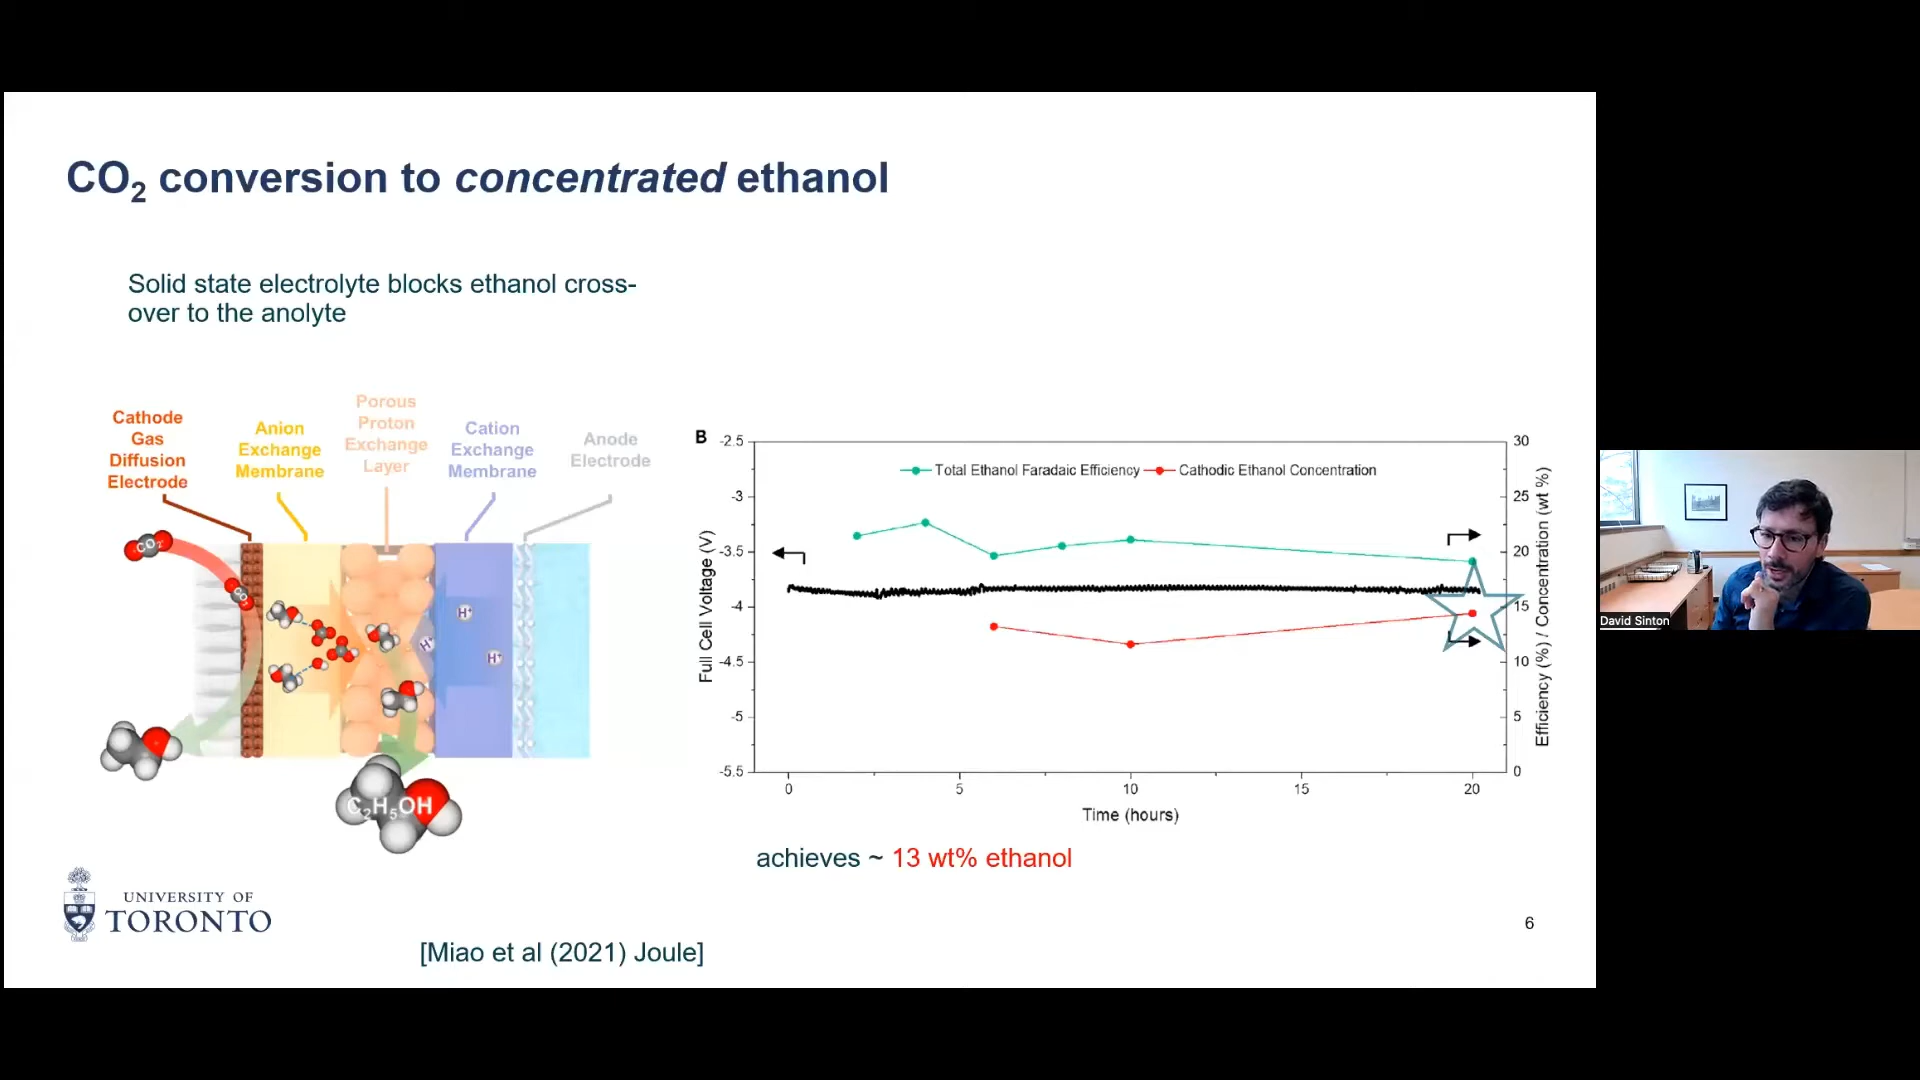 CO2 conversion to concentrated ethanol
Solid state electrolyte blocks ethanol cross-
over to the anolyte
Cathode
Gas
Diffusion
Electrode
Anion
Exchange
Membrane
Porous
Proton
Exchange
Layer
Cation
Exchange
Membrane
Anode
Electrode
CO2
H+
H+
H+
C2H5OH
B
Total Ethanol Faradaic Efficiency
Cathodic Ethanol Concentration
Full Cell Voltage (V)
-2.5
-3
-3.5
-4
-4.5
-5
-5.5
30
25
20
15
10
5
0
Efficiency (%) / Concentration (wt %)
0 5 10 15 20
Time (hours)
achieves ~ 13 wt% ethanol
UNIVERSITY OF
TORONTO
[Miao et al (2021) Joule]
6
David Sinton